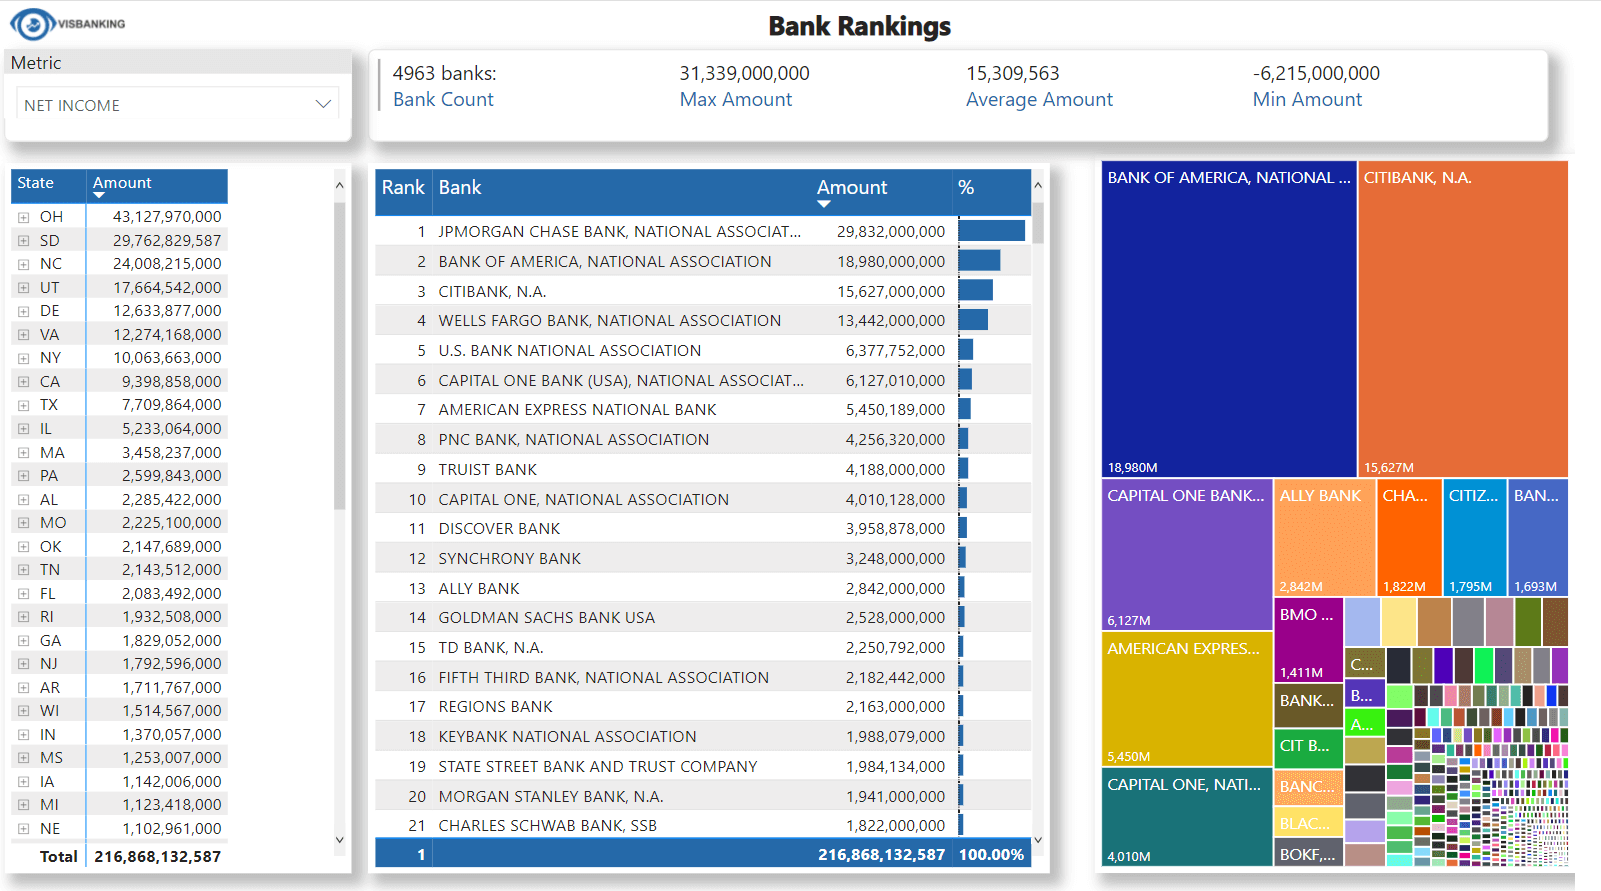 VISBANKING
Bank Rankings
Metric
NET INCOME
4963 banks:
Bank Count
31,339,000,000
Max Amount
15,309,563
Average Amount
-6,215,000,000
Min Amount
State Amount
OH 43,127,970,000
SD 29,762,829,587
NC 24,008,215,000
UT 17,664,542,000
DE 12,633,877,000
VA 12,274,168,000
NY 10,063,663,000
CA 9,398,858,000
TX 7,709,864,000
IL 5,233,064,000
MA 3,458,237,000
PA 2,599,843,000
AL 2,285,422,000
MO 2,225,100,000
OK 2,147,689,000
TN 2,143,512,000
FL 2,083,492,000
RI 1,932,508,000
GA 1,829,052,000
NJ 1,792,596,000
AR 1,711,767,000
WI 1,514,567,000
IN 1,370,057,000
MS 1,253,007,000
IA 1,142,006,000
MI 1,123,418,000
NE 1,102,961,000
Total 216,868,132,587
Rank Bank Amount %
1 JPMORGAN CHASE BANK, NATIONAL ASSOCIAT... 29,832,000,000
2 BANK OF AMERICA, NATIONAL ASSOCIATION 18,980,000,000
3 CITIBANK, N.A. 15,627,000,000
4 WELLS FARGO BANK, NATIONAL ASSOCIATION 13,442,000,000
5 U.S. BANK NATIONAL ASSOCIATION 6,377,752,000
6 CAPITAL ONE BANK (USA), NATIONAL ASSOCIAT... 6,127,010,000
7 AMERICAN EXPRESS NATIONAL BANK 5,450,189,000
8 PNC BANK, NATIONAL ASSOCIATION 4,256,320,000
9 TRUIST BANK 4,188,000,000
10 CAPITAL ONE, NATIONAL ASSOCIATION 4,010,128,000
11 DISCOVER BANK 3,958,878,000
12 SYNCHRONY BANK 3,248,000,000
13 ALLY BANK 2,842,000,000
14 GOLDMAN SACHS BANK USA 2,528,000,000
15 TD BANK, N.A. 2,250,792,000
16 FIFTH THIRD BANK, NATIONAL ASSOCIATION 2,182,442,000
17 REGIONS BANK 2,163,000,000
18 KEYBANK NATIONAL ASSOCIATION 1,988,079,000
19 STATE STREET BANK AND TRUST COMPANY 1,984,134,000
20 MORGAN STANLEY BANK, N.A. 1,941,000,000
21 CHARLES SCHWAB BANK, SSB 1,822,000,000
1 216,868,132,587 100.00%
BANK OF AMERICA, NATIONAL ...
18,980M
CITIBANK, N.A.
15,627M
CAPITAL ONE BANK...
6,127M
AMERICAN EXPRES...
5,450M
CAPITAL ONE, NATI...
4,010M
ALLY BANK
2,842M
CHA...
1,822M
CITIZ...
1,795M
BAN...
1,693M
BMO ...
1,411M
BANK...
CIT B...
BANC...
BLAC...
BOKF,...
C...
B...
A...